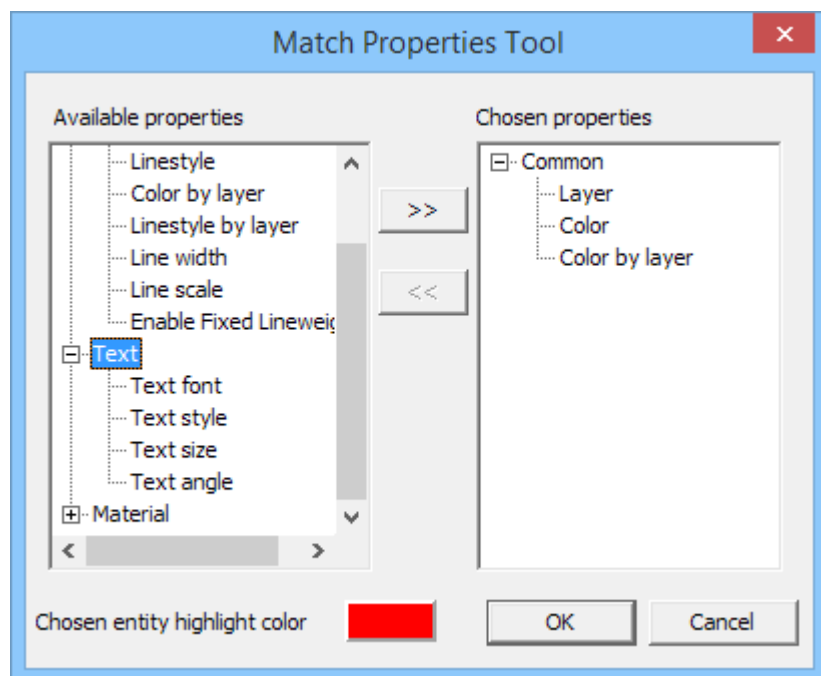 Match Properties Tool
Available properties
Linestyle
Color by layer
Linestyle by layer
Line width
Line scale
Enable Fixed
Text
Text font
Text style
Text size
Text angle
Material
>>
<<
Chosen properties
Common
Layer
Color
Color by layer
Chosen entity highlight color
OK
Cancel